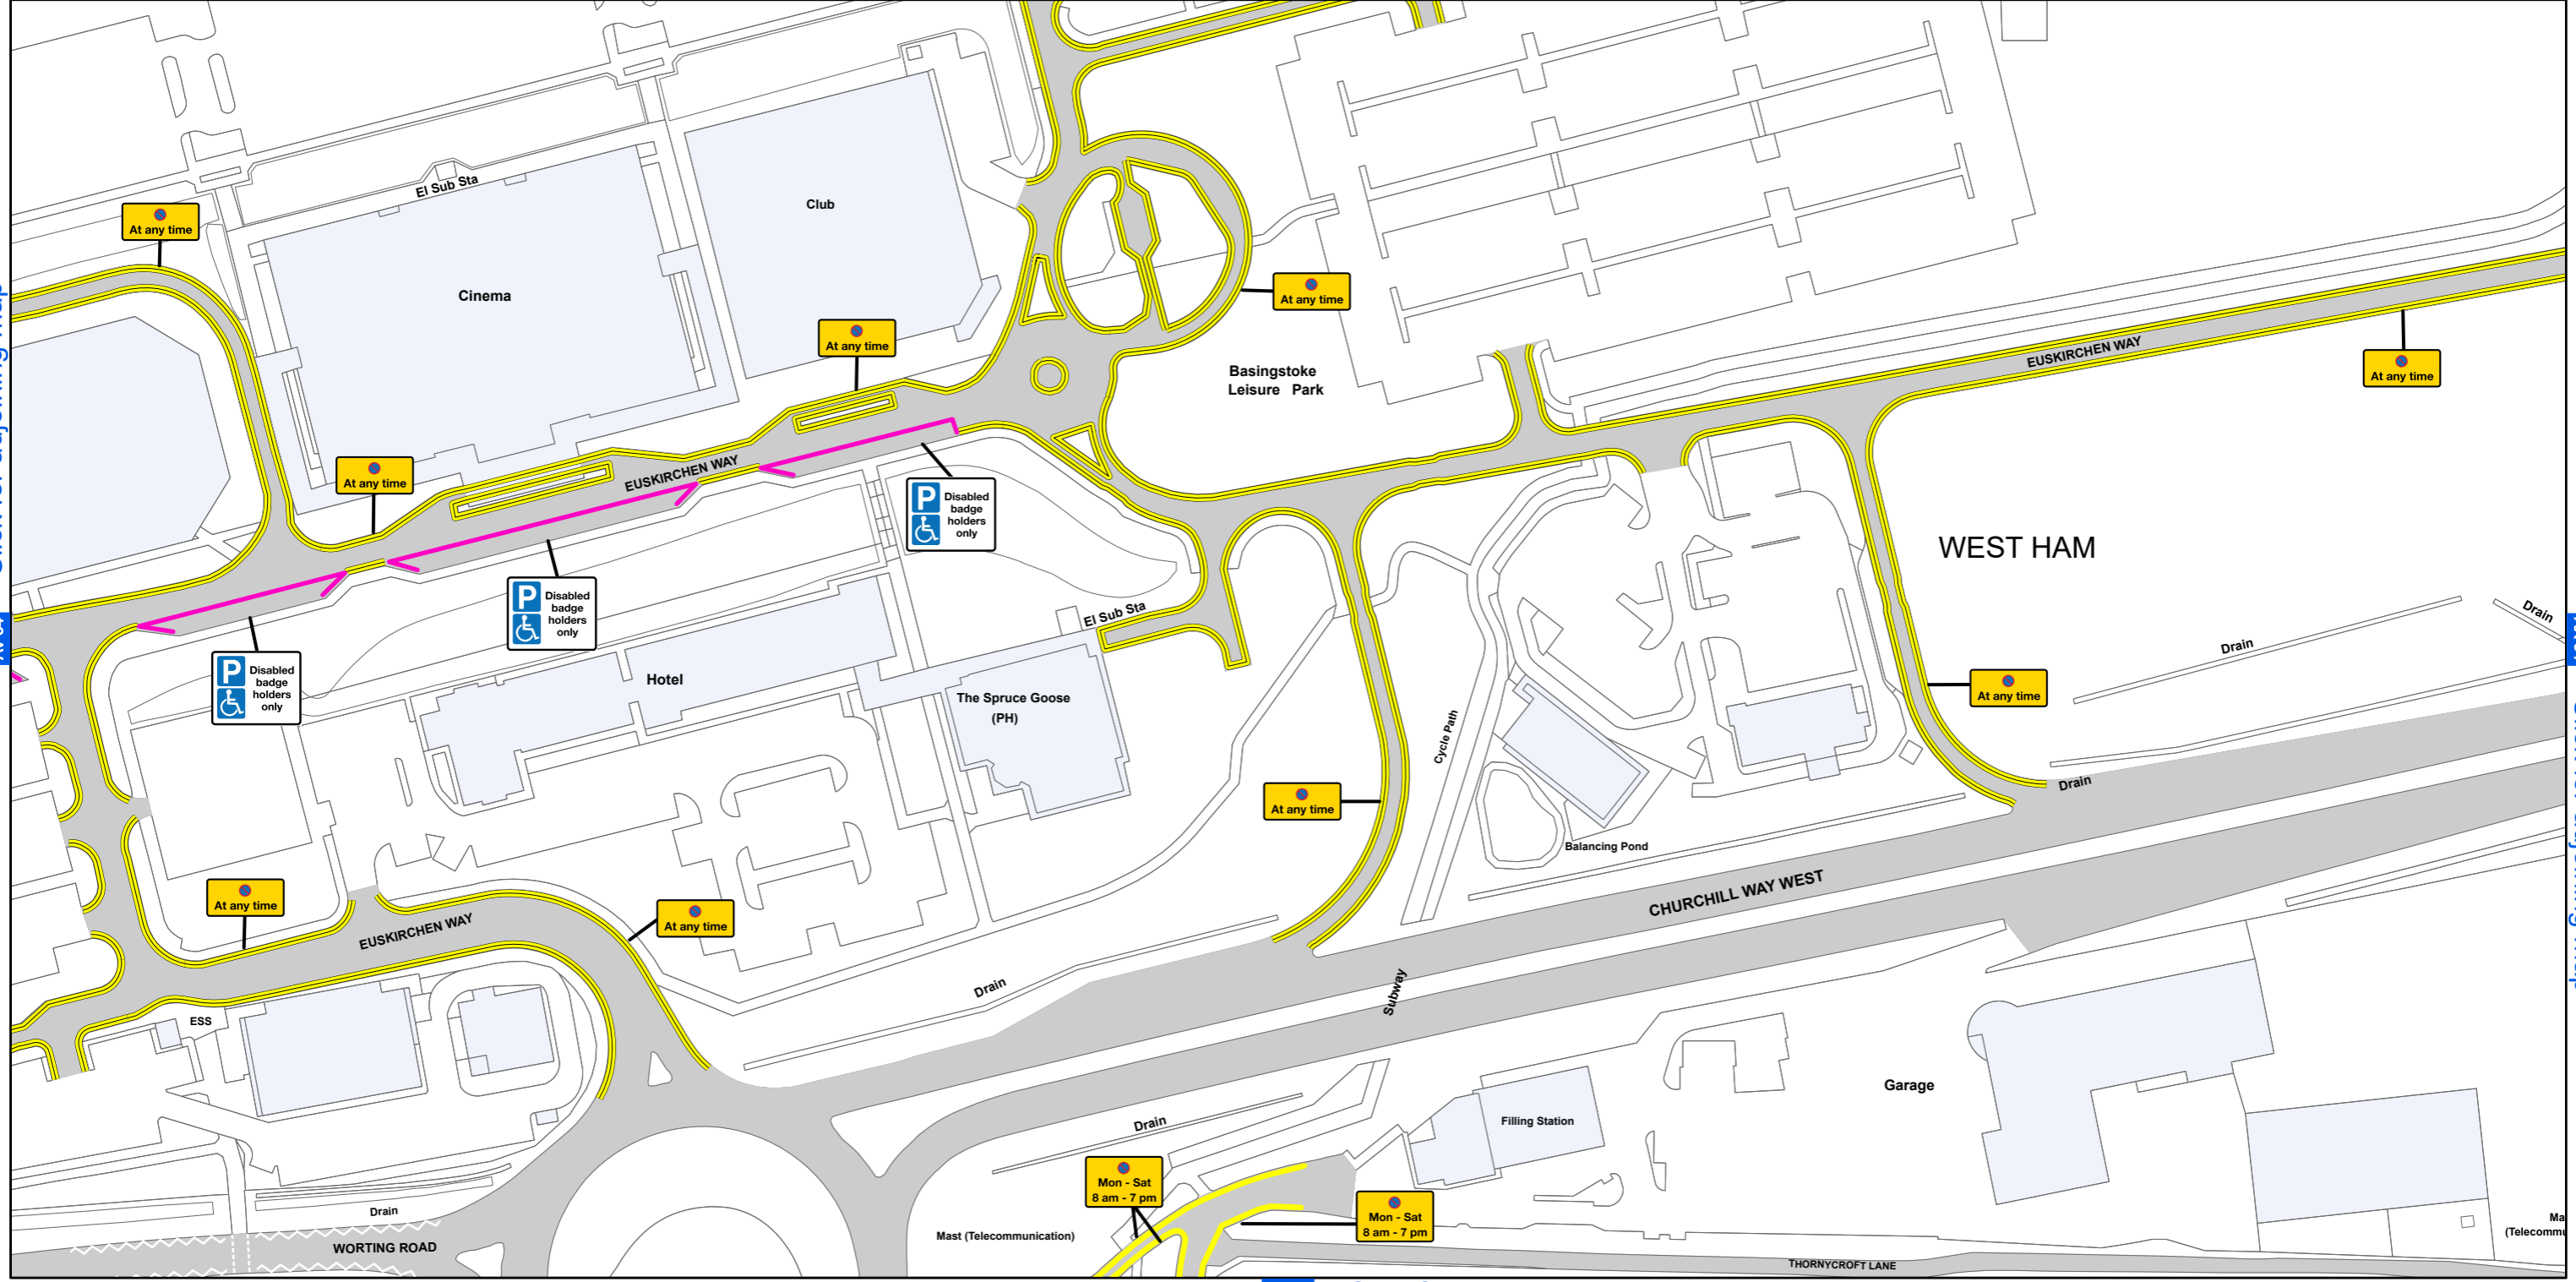 El Sub Sta
Club
At any time
Cinema
At any time
At any time
Basingstoke
Leisure Park
EUSKIRCHEN WAY
At any time
At any time
EUSKIRCHEN WAY
P Disabled
badge
holders
only
WEST HAM
P Disabled
badge
holders
only
El Sub Sta
Drain
Drain
P Disabled
badge
holders
only
Hotel
The Spruce Goose
(PH)
At any time
Cycle Path
Drain
At any time
Balancing Pond
At any time
At any time
EUSKIRCHEN WAY
CHURCHILL WAY WEST
Drain
Subway
ESS
Garage
Filling Station
Drain
Mon - Sat
8 am - 7 pm
Mon - Sat
8 am - 7 pm
Drain
Mast (Telecommunication)
WORTING ROAD
THORNYCROFT LANE